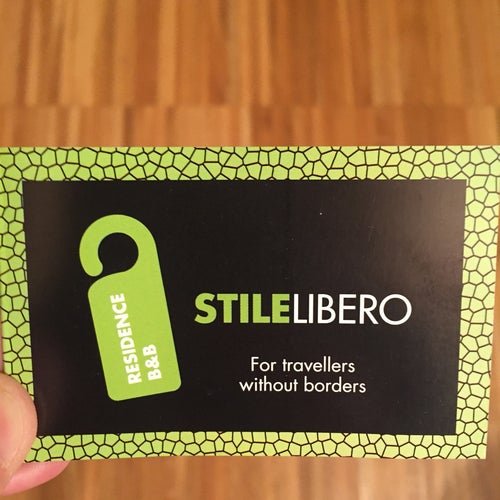 RESIDENCE
B&B
STILELIBERO
For travellers
without borders